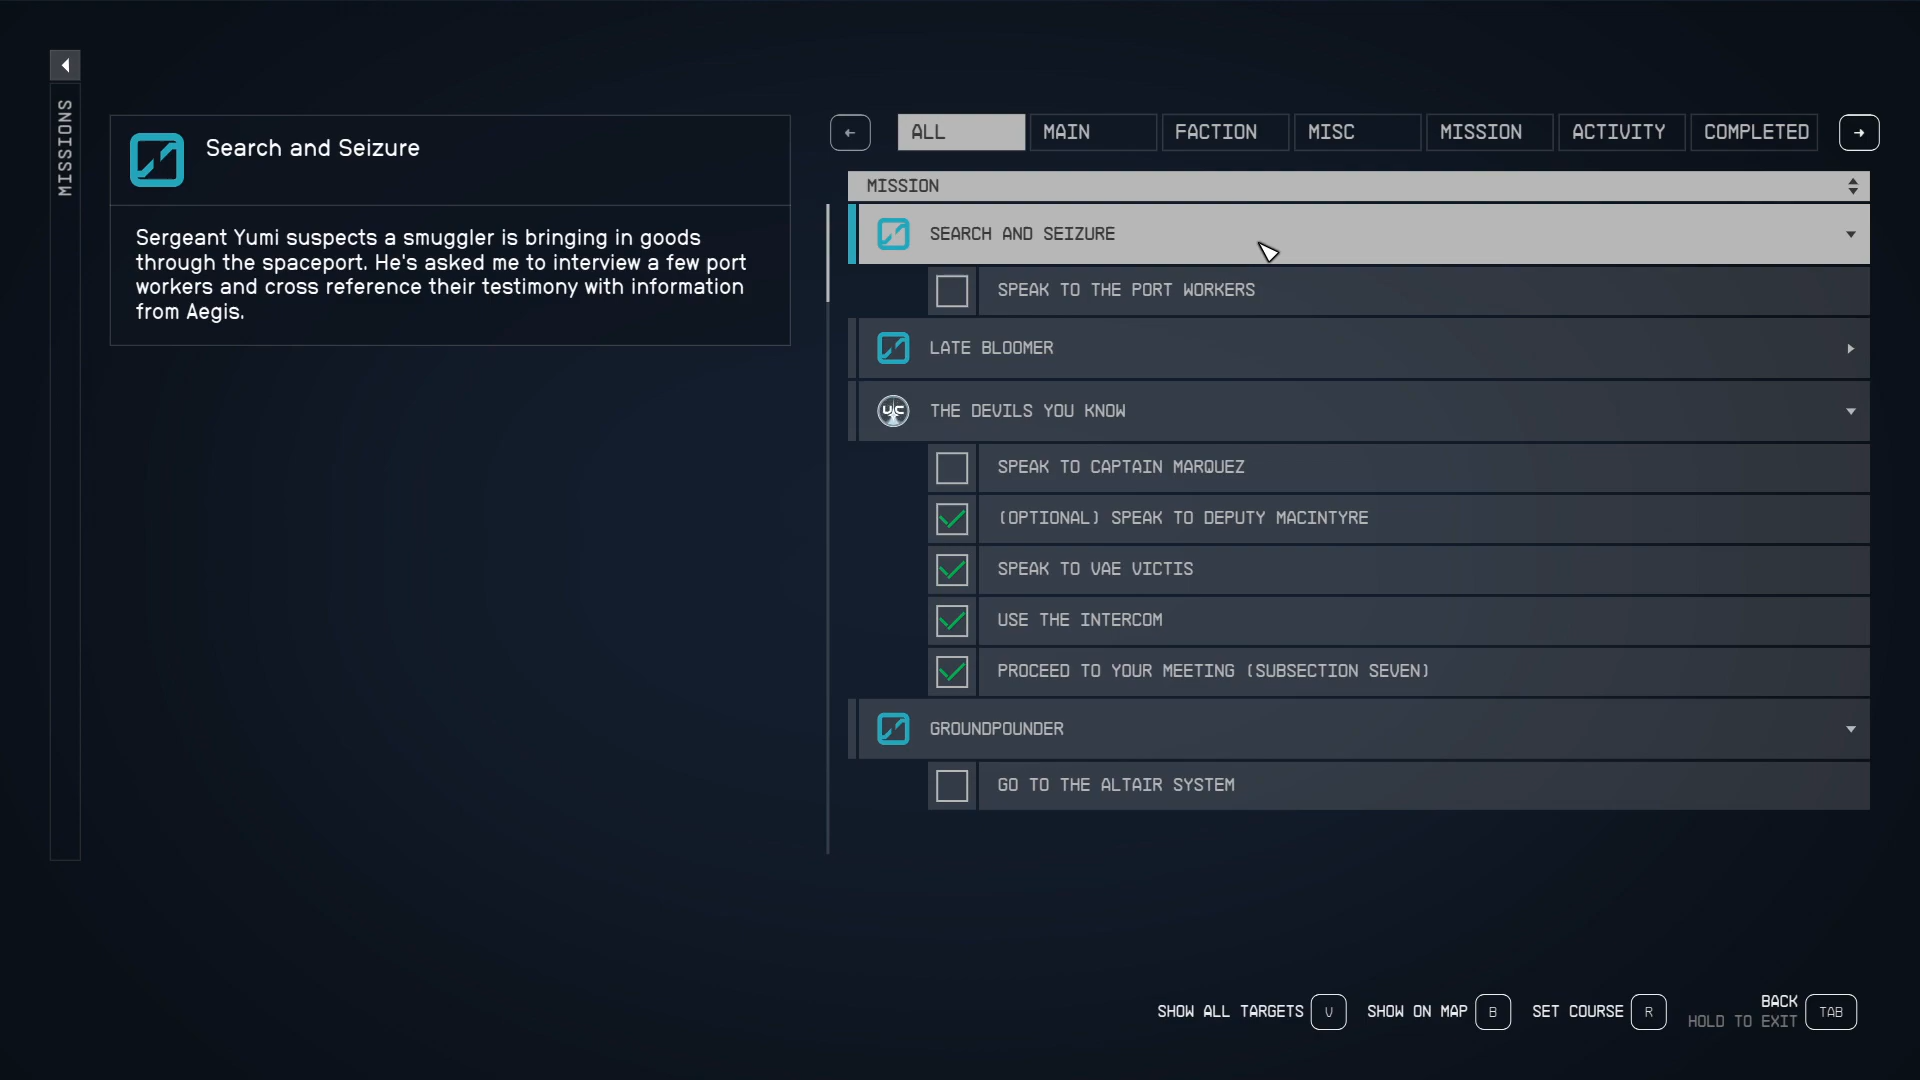 MISSIONS
Search and Seizure
Sergeant Yumi suspects a smuggler is bringing in goods
through the spaceport. He's asked me to interview a few port
workers and cross reference their testimony with information
from Aegis.
ALL
MAIN
FACTION
MISC
MISSION
ACTIVITY
COMPLETED
MISSION
SEARCH AND SEIZURE
SPEAK TO THE PORT WORKERS
LATE BLOOMER
UC
THE DEVILS YOU KNOW
SPEAK TO CAPTAIN MARQUEZ
(OPTIONAL) SPEAK TO DEPUTY MACINTYRE
SPEAK TO VAE VICTIS
USE THE INTERCOM
PROCEED TO YOUR MEETING (SUBSECTION SEVEN)
GROUNDPOUNDER
GO TO THE ALTAIR SYSTEM
SHOW ALL TARGETS V
SHOW ON MAP B
SET COURSE R
BACK
HOLD TO EXIT
TAB